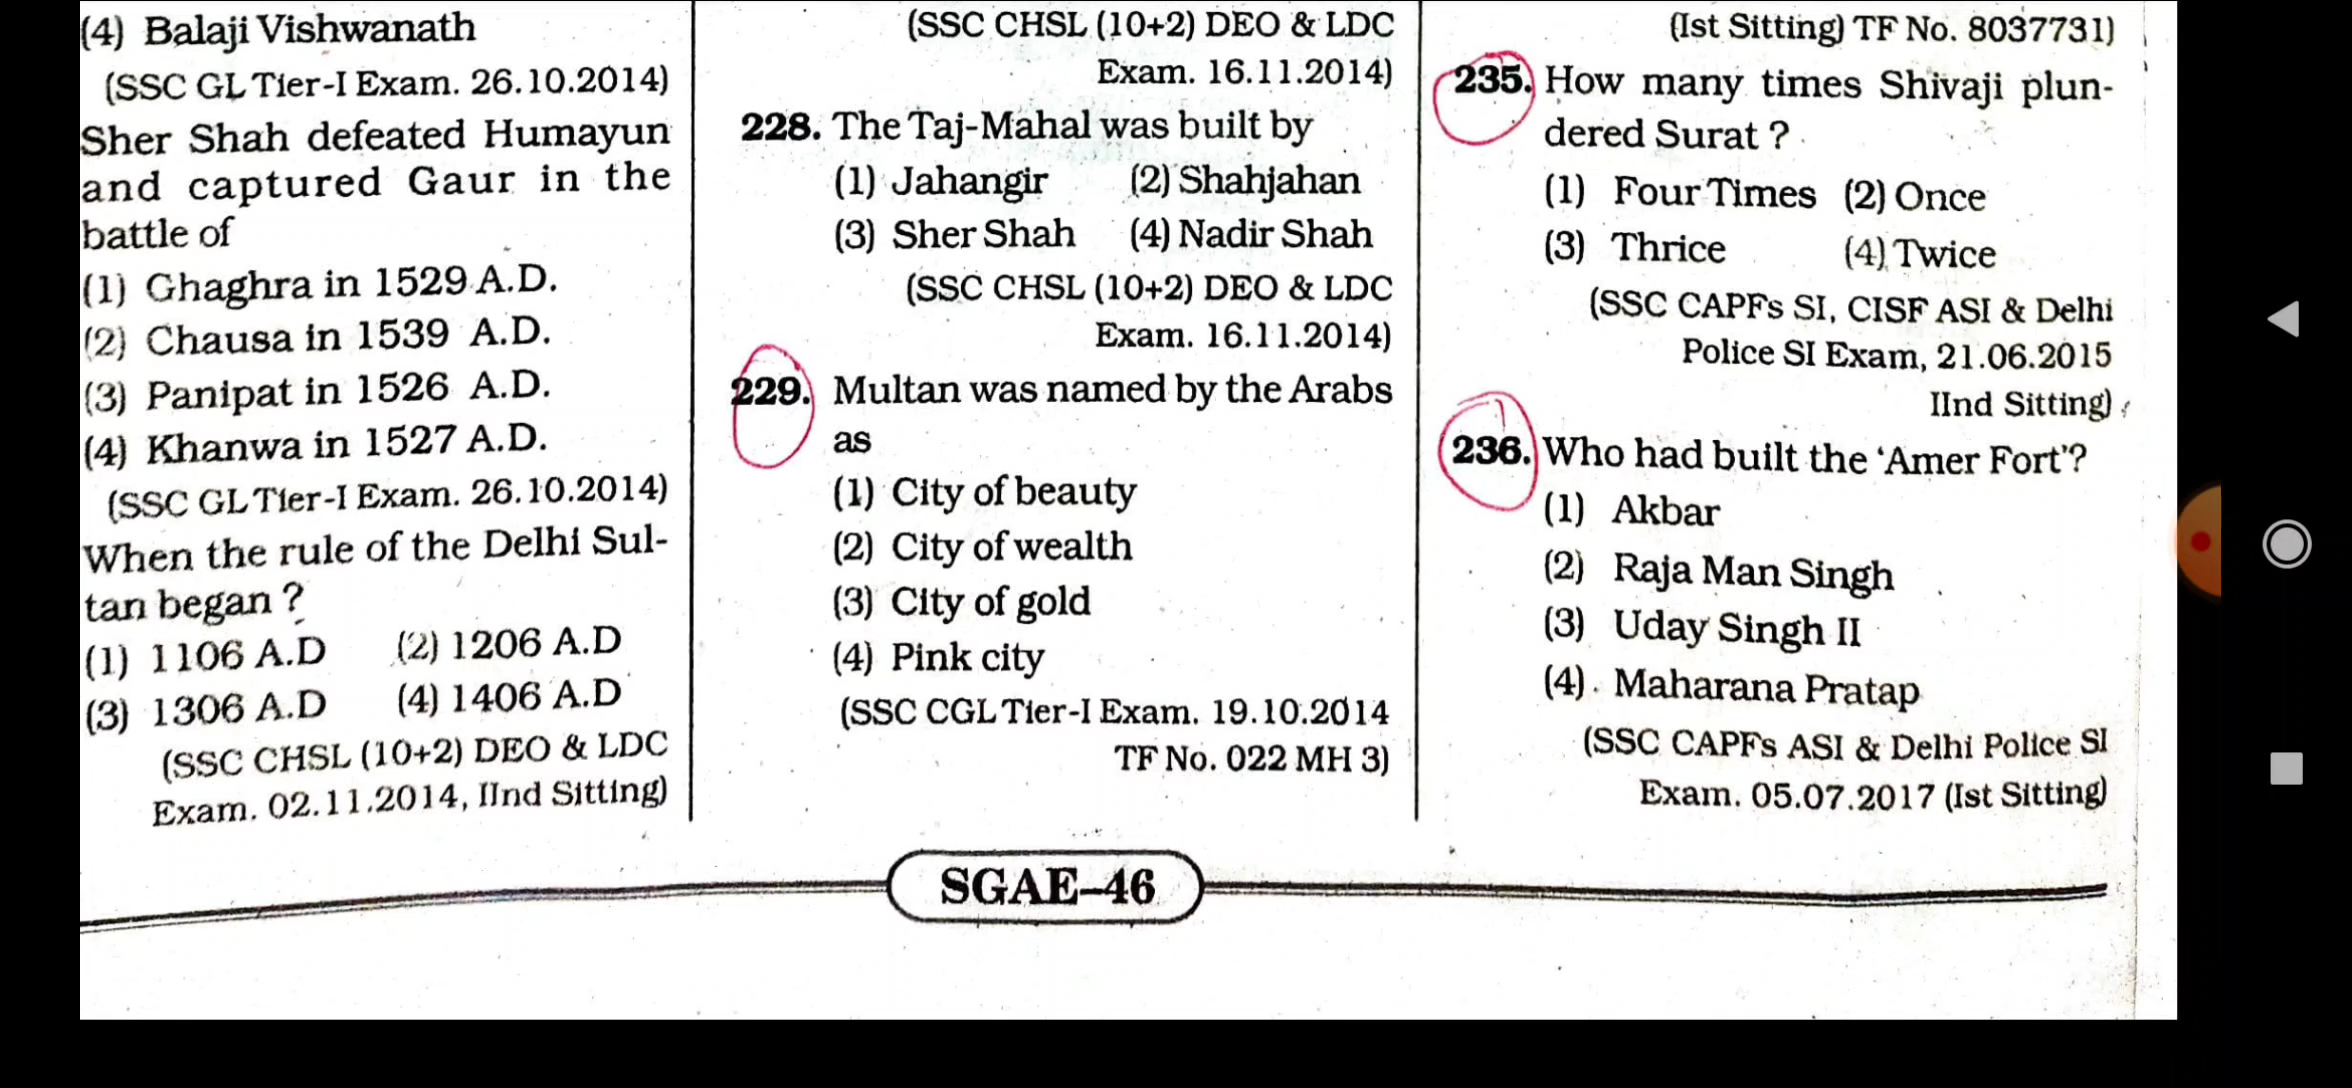 (4) Balaji Vishwanath
(SSC GL Tier-I Exam. 26.10.2014)
Sher Shah defeated Humayun
and captured Gaur in the
battle of
(1) Ghaghra in 1529 A.D.
(2) Chausa in 1539 A.D.
(3) Panipat in 1526 A.D.
(4) Khanwa in 1527 A.D.
(SSC GL Tier-I Exam. 26.10.2014)
When the rule of the Delhi Sul-
tan began ?
(1) 1106 A.D (2) 1206 A.D
(3) 1306 A.D (4) 1406 A.D
(SSC CHSL (10+2) DEO & LDC
Exam. 02.11.2014, IInd Sitting)
(SSC CHSL (10+2) DEO & LDC
Exam. 16.11.2014)
228. The Taj-Mahal was built by
(1) Jahangir (2) Shahjahan
(3) Sher Shah (4) Nadir Shah
(SSC CHSL (10+2) DEO & LDC
Exam. 16.11.2014)
229. Multan was named by the Arabs
as
(1) City of beauty
(2) City of wealth
(3) City of gold
(4) Pink city
(SSC CGL Tier-I Exam. 19.10.2014
TF No. 022 MH 3)
(Ist Sitting) TF No. 8037731)
235. How many times Shivaji plun-
dered Surat ?
(1) Four Times (2) Once
(3) Thrice (4) Twice
(SSC CAPFs SI, CISF ASI & Delhi
Police SI Exam, 21.06.2015
IInd Sitting)
236. Who had built the ‘Amer Fort’?
(1) Akbar
(2) Raja Man Singh
(3) Uday Singh II
(4) Maharana Pratap
(SSC CAPFs ASI & Delhi Police SI
Exam. 05.07.2017 (Ist Sitting)
SGAE–46